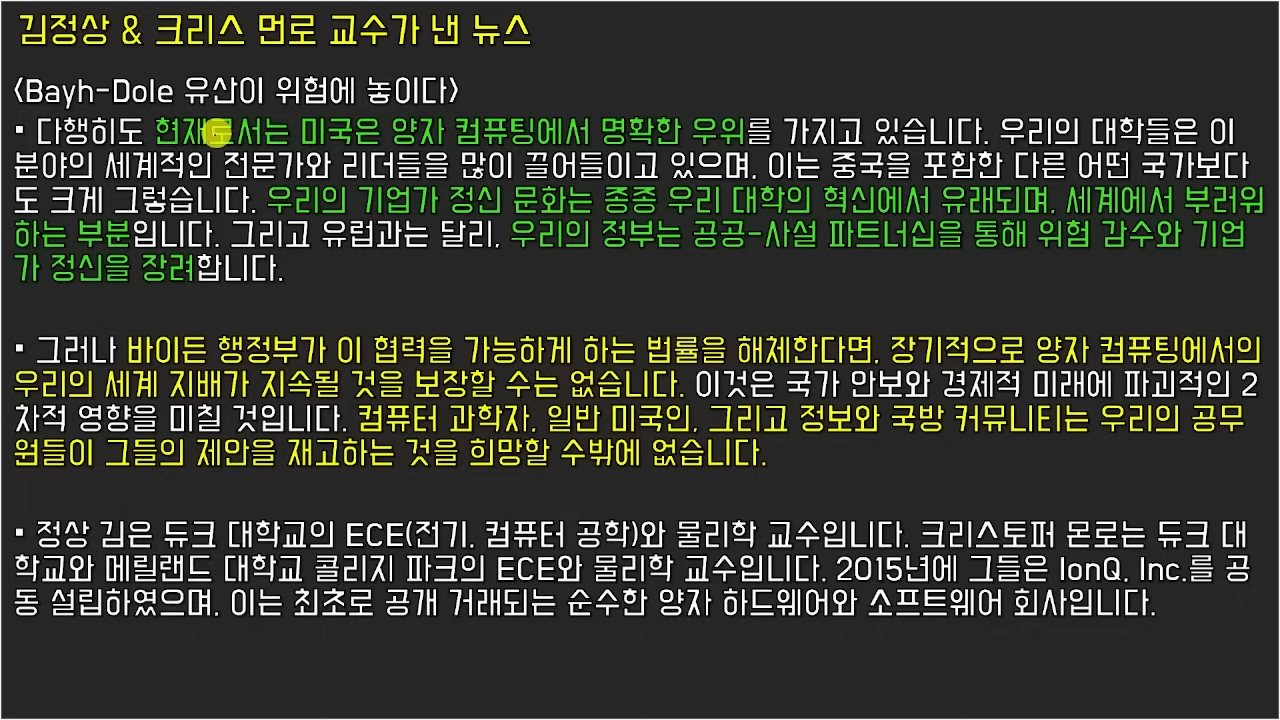 김정상 & 크리스 먼로 교수가 낸 뉴스
<Bayh-Dole 유산이 위험에 놓이다>
▪ 다행히도 현재로서는 미국은 양자 컴퓨팅에서 명확한 우위를 가지고 있습니다. 우리의 대학들은 이
분야의 세계적인 전문가와 리더들을 많이 끌어들이고 있으며, 이는 중국을 포함한 다른 어떤 국가보다
도 크게 그렇습니다. 우리의 기업가 정신 문화는 종종 우리 대학의 혁신에서 유래되며, 세계에서 부러워
하는 부분입니다. 그리고 유럽과는 달리, 우리의 정부는 공공-사설 파트너십을 통해 위험 감수와 기업
가 정신을 장려합니다.
▪ 그러나 바이든 행정부가 이 협력을 가능하게 하는 법률을 해체한다면, 장기적으로 양자 컴퓨팅에서의
우리의 세계 지배가 지속될 것을 보장할 수는 없습니다. 이것은 국가 안보와 경제적 미래에 파괴적인 2
차적 영향을 미칠 것입니다. 컴퓨터 과학자, 일반 미국인, 그리고 정보와 국방 커뮤니티는 우리의 공무
원들이 그들의 제안을 재고하는 것을 희망할 수밖에 없습니다.
▪ 정상 김은 듀크 대학교의 ECE(전기, 컴퓨터 공학)와 물리학 교수입니다. 크리스토퍼 몬로는 듀크 대
학교와 메릴랜드 대학교 콜리지 파크의 ECE와 물리학 교수입니다. 2015년에 그들은 IonQ, Inc.를 공
동 설립하였으며, 이는 최초로 공개 거래되는 순수한 양자 하드웨어와 소프트웨어 회사입니다.